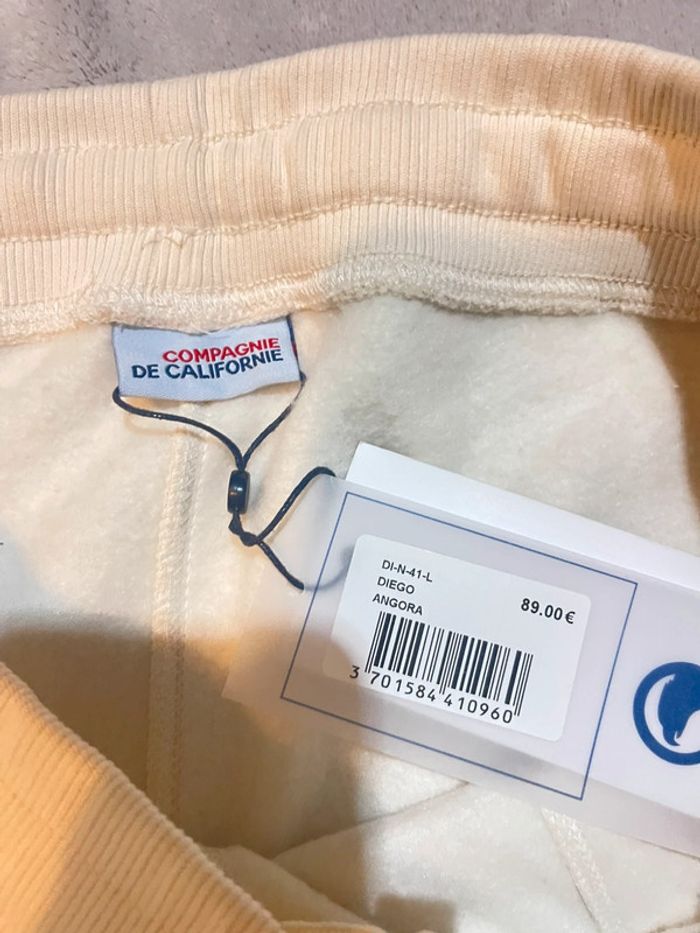 COMPAGNIE
DE CALIFORNIE
DI-N-41-L
DIEGO
ANGORA
89.00€
3 701584 410960